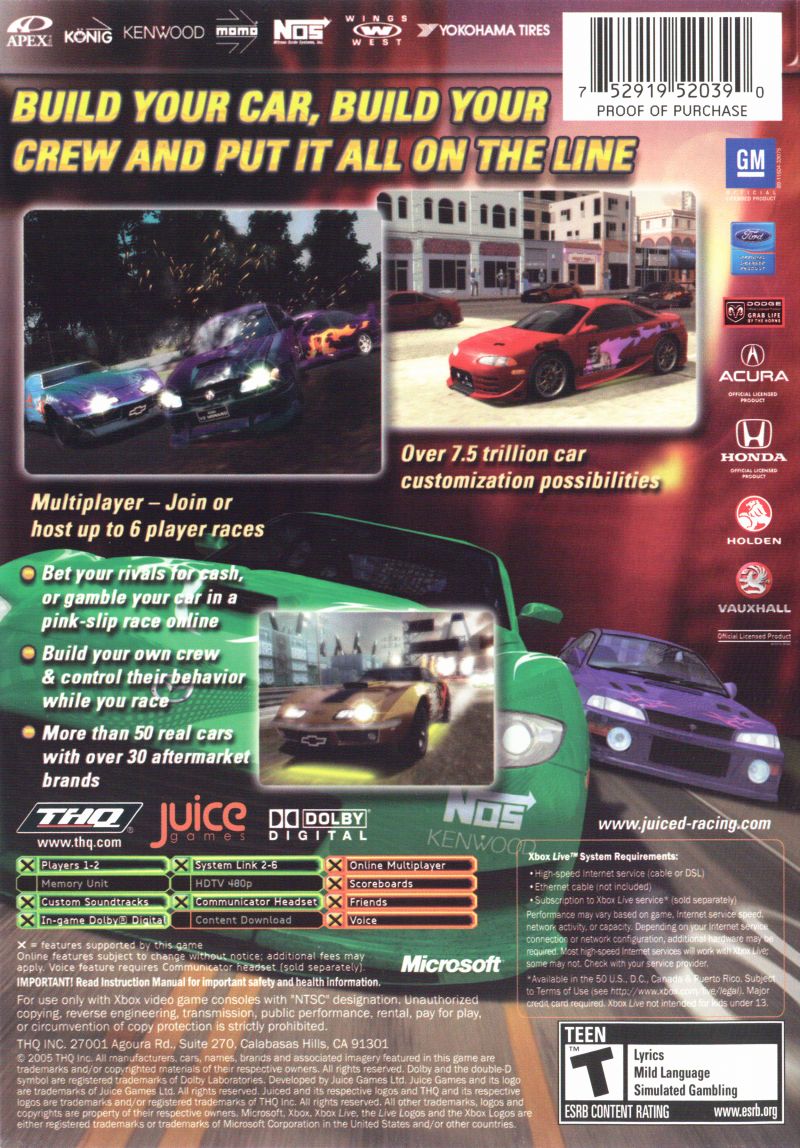 APEX
KÖNIG
KENWOOD
momo
NOS
Nitrous Oxide Systems, Inc.
WINGS
W
WEST
YOKOHAMA TIRES
7 52919 52039 0
PROOF OF PURCHASE
BUILD YOUR CAR, BUILD YOUR
CREW AND PUT IT ALL ON THE LINE
GM
OFFICIAL
LICENSED PRODUCT
Ford
OFFICIAL
LICENSED
PRODUCT
DODGE
GRAB LIFE
BY THE HORNS
ACURA
OFFICIAL LICENSED
PRODUCT
HONDA
OFFICIAL LICENSED
PRODUCT
HOLDEN
VAUXHALL
Official Licensed Product
Over 7.5 trillion car
customization possibilities
Multiplayer – Join or
host up to 6 player races
Bet your rivals for cash,
or gamble your car in a
pink-slip race online
Build your own crew
& control their behavior
while you race
More than 50 real cars
with over 30 aftermarket
brands
THQ®
www.thq.com
juice
games
DOLBY
DIGITAL
NOS
KENWOOD
www.juiced-racing.com
Players 1-2
System Link 2-6
Online Multiplayer
Memory Unit
HDTV 480p
Scoreboards
Custom Soundtracks
Communicator Headset
Friends
In-game Dolby® Digital
Content Download
Voice
X = features supported by this game
Online features subject to change without notice; additional fees may
apply. Voice feature requires Communicator headset (sold separately).
Microsoft
IMPORTANT! Read Instruction Manual for important safety and health information.
For use only with Xbox video game consoles with "NTSC" designation. Unauthorized
copying, reverse engineering, transmission, public performance, rental, pay for play,
or circumvention of copy protection is strictly prohibited.
THQ INC. 27001 Agoura Rd., Suite 270, Calabasas Hills, CA 91301
© 2005 THQ Inc. All manufacturers, cars, names, brands and associated imagery featured in this game are
trademarks and/or copyrighted materials of their respective owners. All rights reserved. Dolby and the double-D
symbol are registered trademarks of Dolby Laboratories. Developed by Juice Games Ltd. Juice Games and its logo
are trademarks of Juice Games Ltd. All rights reserved. Juiced and its respective logos and THQ and its respective
logos are trademarks and/or registered trademarks of THQ Inc. All rights reserved. All other trademarks, logos and
copyrights are property of their respective owners. Microsoft, Xbox, Xbox Live, the Live Logos and the Xbox Logos are
either registered trademarks or trademarks of Microsoft Corporation in the United States and/or other countries.
Xbox Live™ System Requirements:
• High-speed Internet service (cable or DSL)
• Ethernet cable (not included)
• Subscription to Xbox Live service* (sold separately)
Performance may vary based on game, Internet service speed,
network activity, or capacity. Depending on your Internet service
connection or network configuration, additional hardware may be
required. Most high-speed Internet services will work with Xbox Live;
some may not. Check with your service provider.
*Available in the 50 U.S., D.C., Canada & Puerto Rico. Subject
to Terms of Use (see http://www.xbox.com/live/legal). Major
credit card required. Xbox Live not intended for kids under 13.
TEEN
T™
Lyrics
Mild Language
Simulated Gambling
ESRB CONTENT RATING www.esrb.org